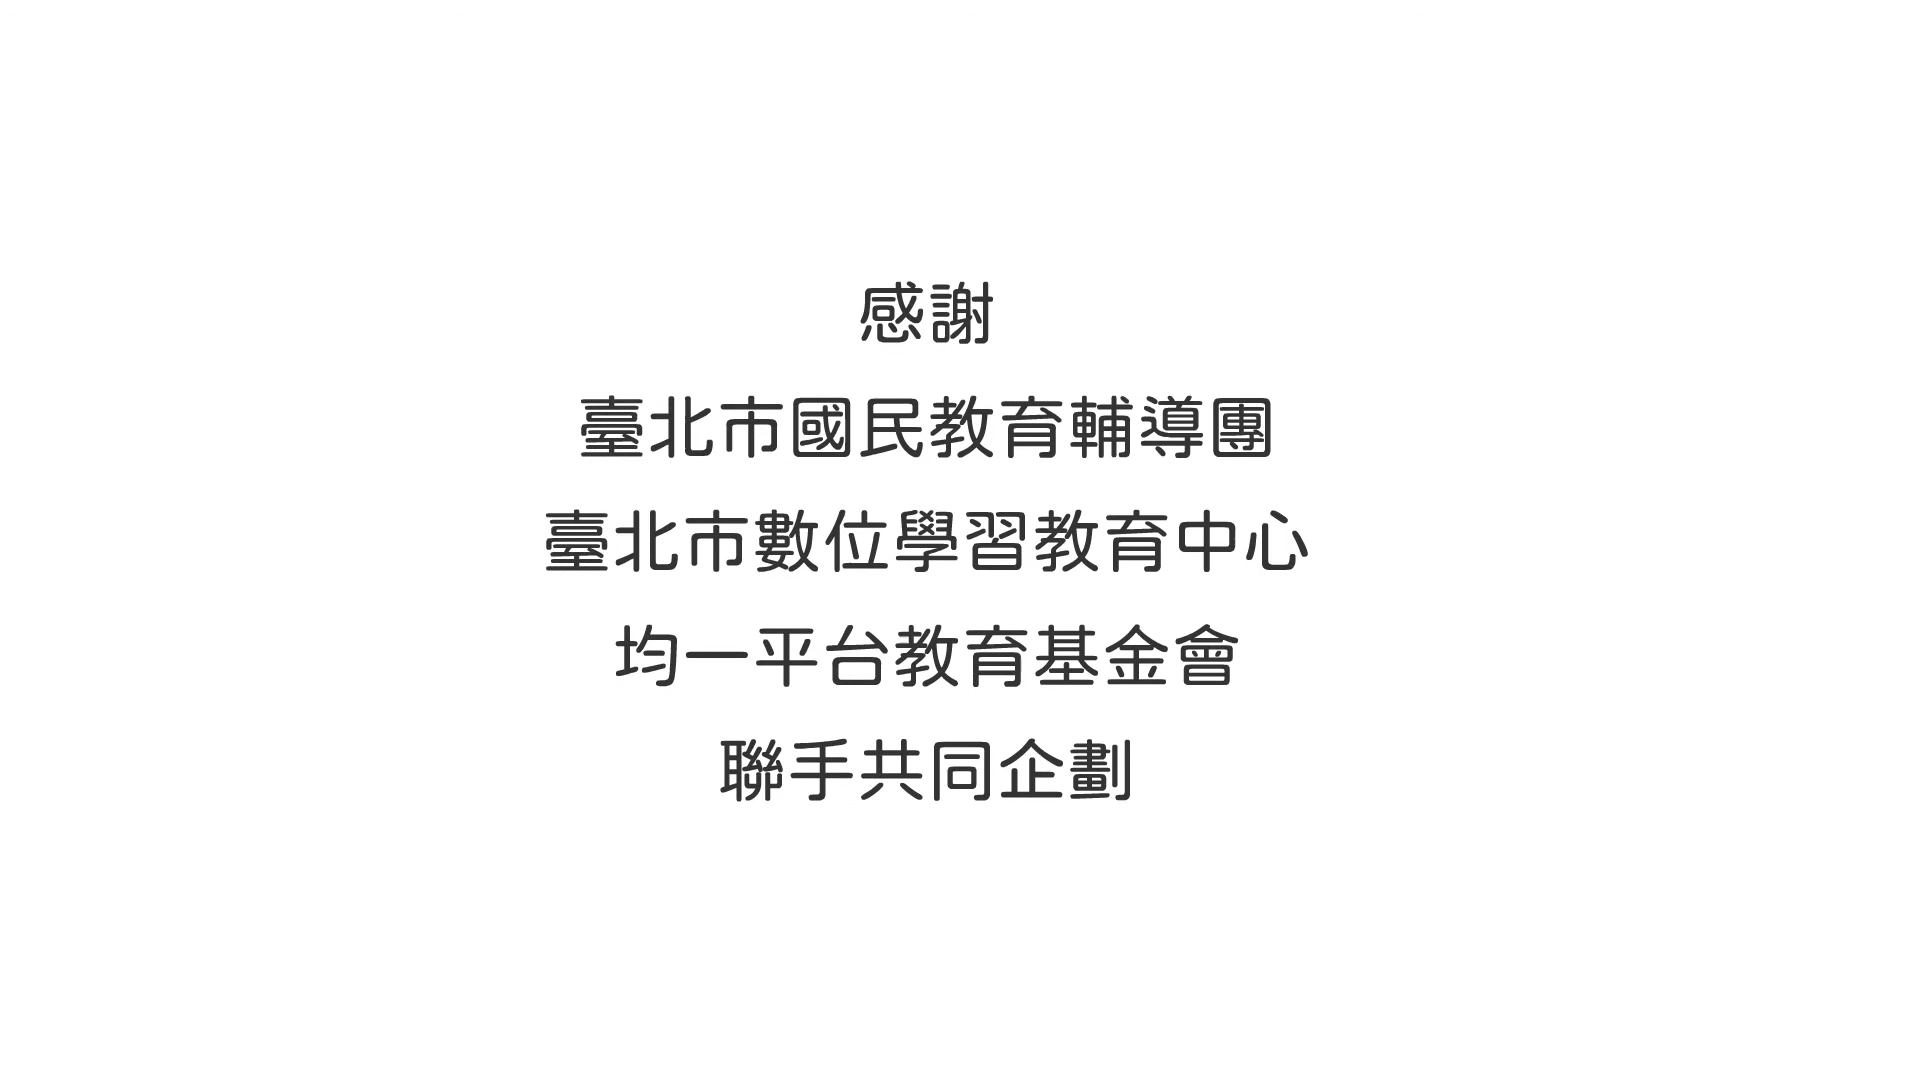 感謝
臺北市國民教育輔導團
臺北市數位學習教育中心
均一平台教育基金會
聯手共同企劃